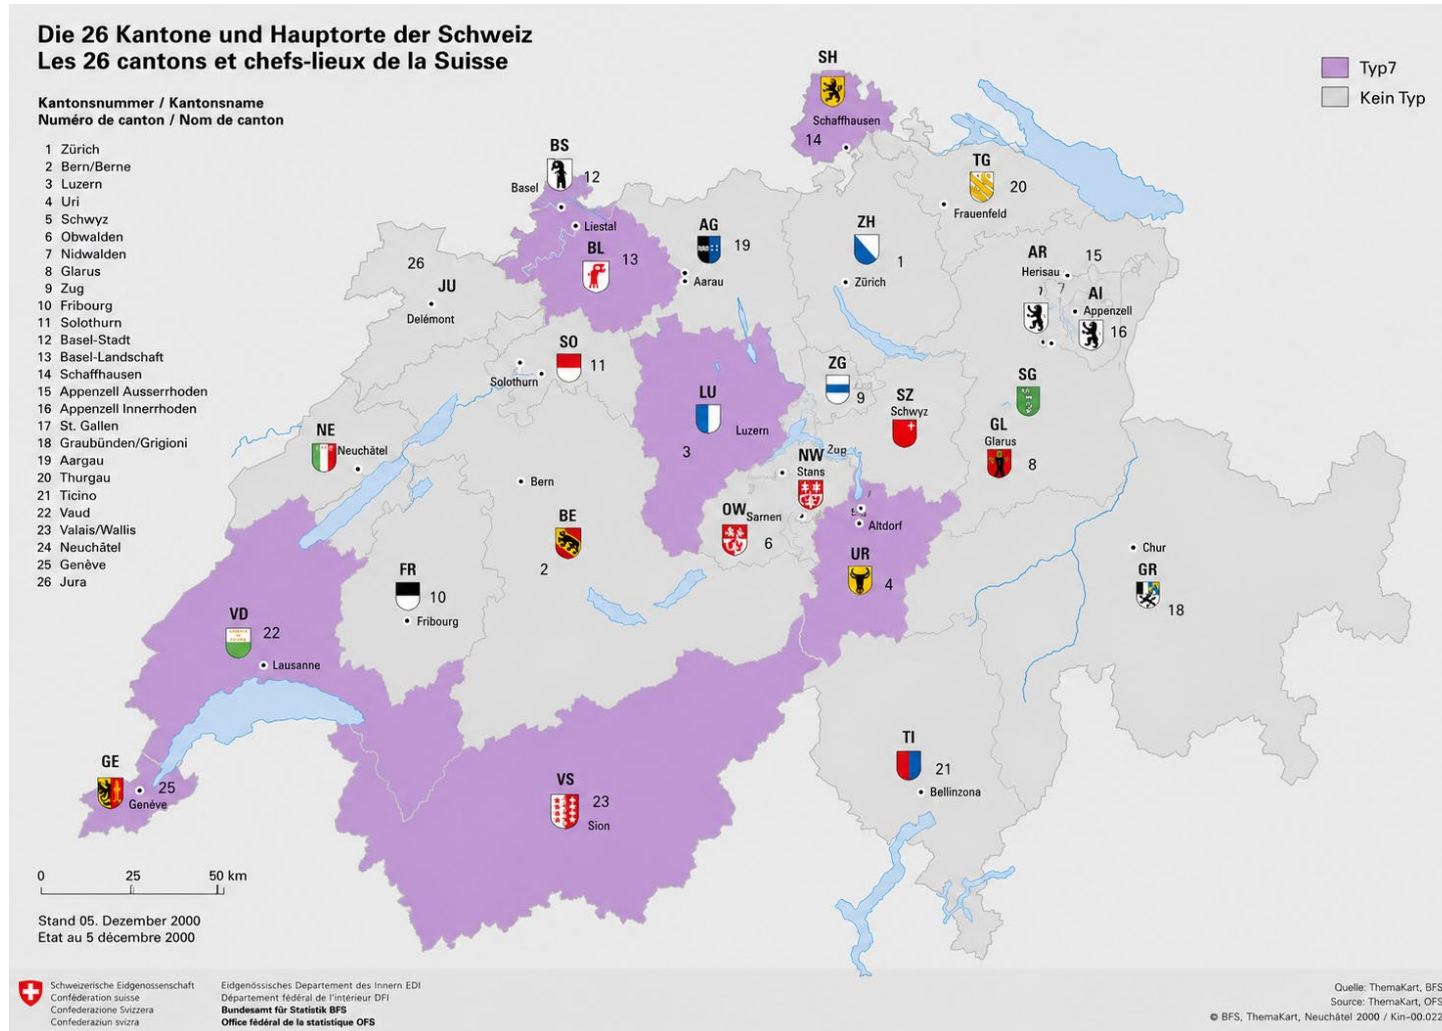 Die 26 Kantone und Hauptorte der Schweiz
Les 26 cantons et chefs-lieux de la Suisse
Kantonsnummer / Kantonsname
Numéro de canton / Nom de canton
1 Zürich
2 Bern/Berne
3 Luzern
4 Uri
5 Schwyz
6 Obwalden
7 Nidwalden
8 Glarus
9 Zug
10 Fribourg
11 Solothurn
12 Basel-Stadt
13 Basel-Landschaft
14 Schaffhausen
15 Appenzell Ausserrhoden
16 Appenzell Innerrhoden
17 St. Gallen
18 Graubünden/Grigioni
19 Aargau
20 Thurgau
21 Ticino
22 Vaud
23 Valais/Wallis
24 Neuchâtel
25 Genève
26 Jura
Typ7
Kein Typ
SH
Schaffhausen
14
BS
12
Basel
Liestal
BL
13
AG
19
Aarau
ZH
1
Zürich
TG
20
Frauenfeld
AR
15
Herisau
7
AI
Appenzell
16
26
JU
Delémont
SO
11
Solothurn
LU
Luzern
3
ZG
9
SZ
Schwyz
SG
GL
Glarus
8
NE
Neuchâtel
Zug
NW
Stans
OW
Sarnen
6
Bern
BE
2
Altdorf
UR
4
Chur
GR
18
FR
10
Fribourg
VD
22
Lausanne
GE
25
Genéve
VS
23
Sion
TI
21
Bellinzona
0 25 50 km
Stand 05. Dezember 2000
Etat au 5 décembre 2000
Schweizerische Eidgenossenschaft
Conféderation suisse
Confederazione Svizzera
Confederaziun svizra
Eidgenössisches Departement des Innern EDI
Département fédéral de l'intérieur DFI
Bundesamt für Statistik BFS
Office fédéral de la statistique OFS
Quelle: ThemaKart, BFS
Source: ThemaKart, OFS
© BFS, ThemaKart, Neuchâtel 2000 / Kin-00.022